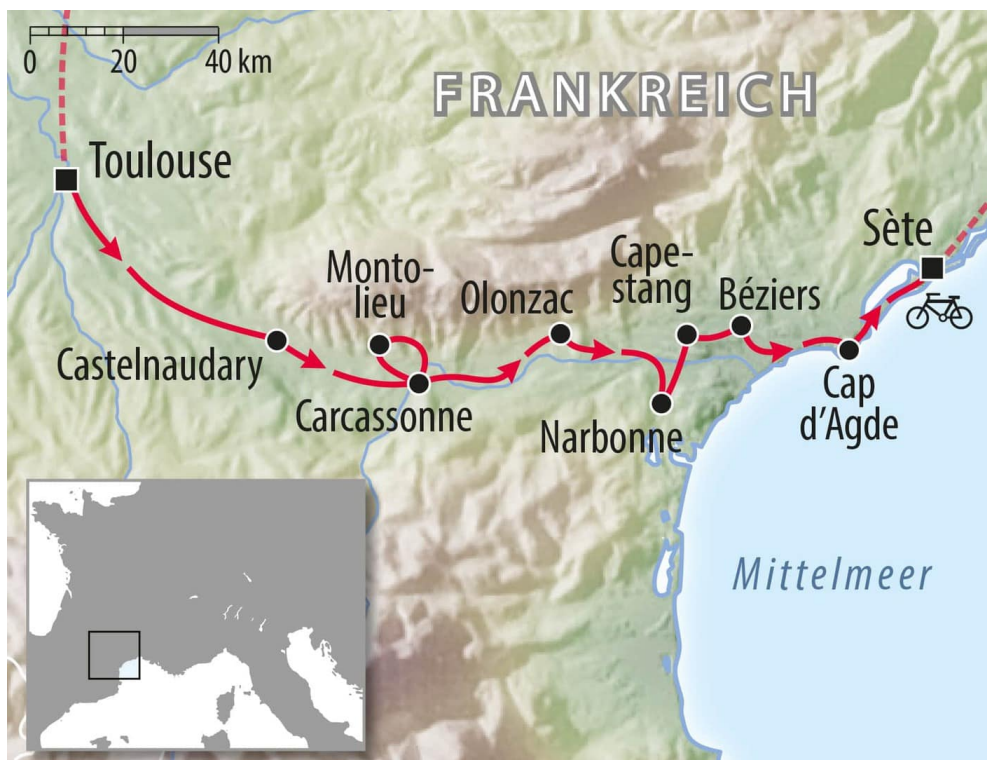 0 20 40 km
FRANKREICH
Toulouse
Sète
Monto-
lieu
Olonzac
Cape-
stang
Béziers
Castelnaudary
Carcassonne
Narbonne
Cap
d'Agde
Mittelmeer